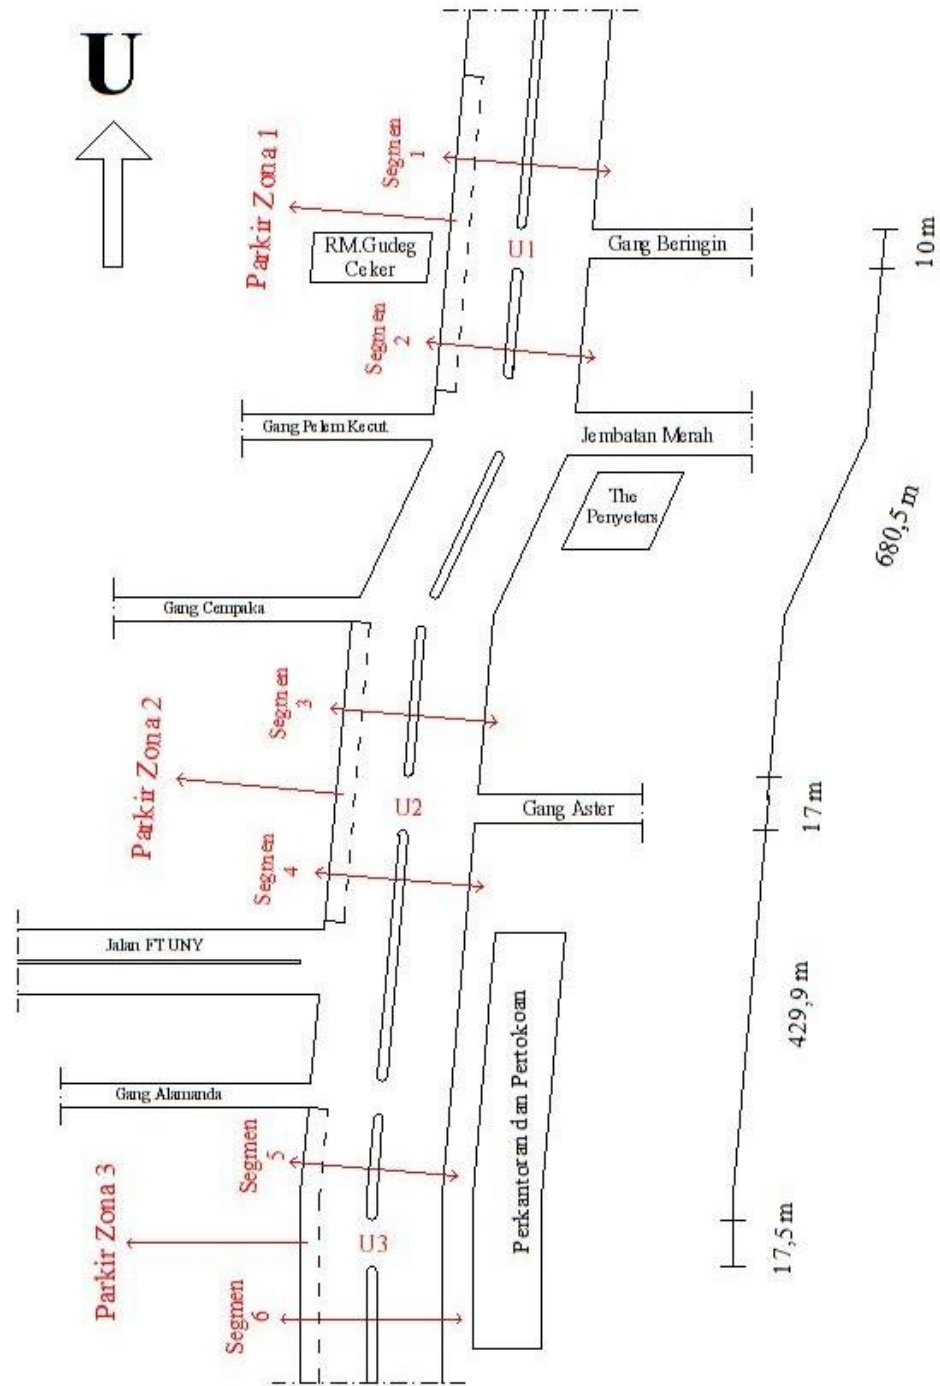 U
Segmen
1
Parkir Zona 1
RM.Gudeg
Ceker
U1
Gang Beringin
10 m
Segmen
2
Gang Pelem Kecut
Jembatan Merah
The
Penyeters
680,5 m
Gang Cempaka
Segmen
3
Parkir Zona 2
U2
Gang Aster
17 m
Segmen
4
Jalan FT UNY
429,9 m
Gang Alamanda
Perkantoran dan Pertokoan
Segmen
5
Parkir Zona 3
U3
17,5 m
Segmen
6